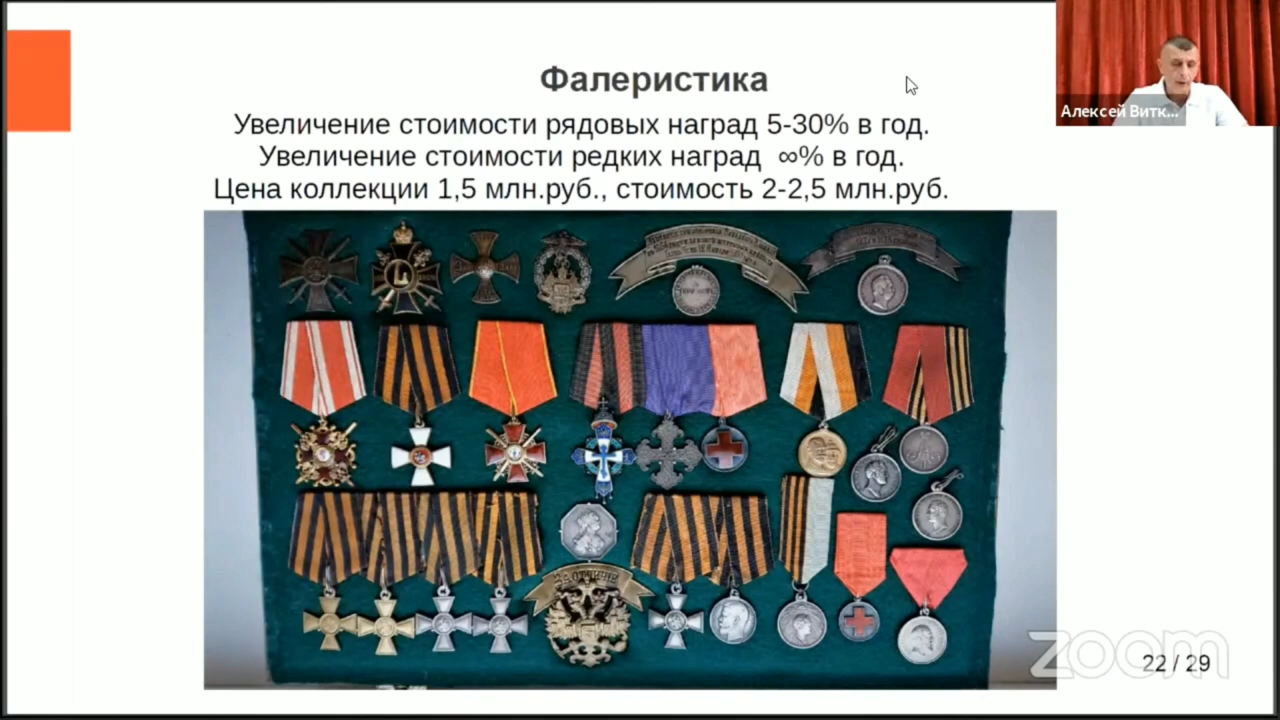 Фалеристика
Увеличение стоимости рядовых наград 5-30% в год.
Увеличение стоимости редких наград ∞% в год.
Цена коллекции 1,5 млн.руб., стоимость 2-2,5 млн.руб.
Алексей Витк...
zoom
22 / 29